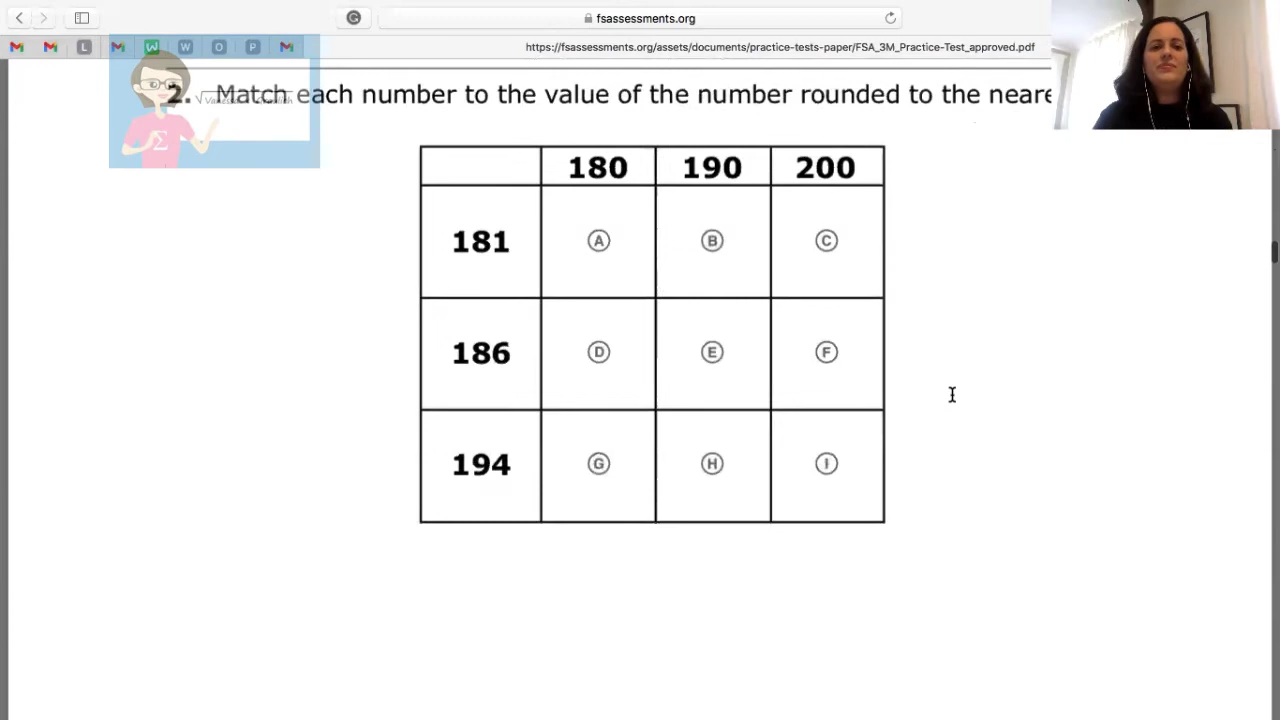 fsassessments.org
L W W O P
https://fsassessments.org/assets/documents/practice-tests-paper/FSA_3M_Practice-Test_approved.pdf
2. Match each number to the value of the number rounded to the neare
Σ
180 190 200
181 A B C
186 D E F
194 G H I